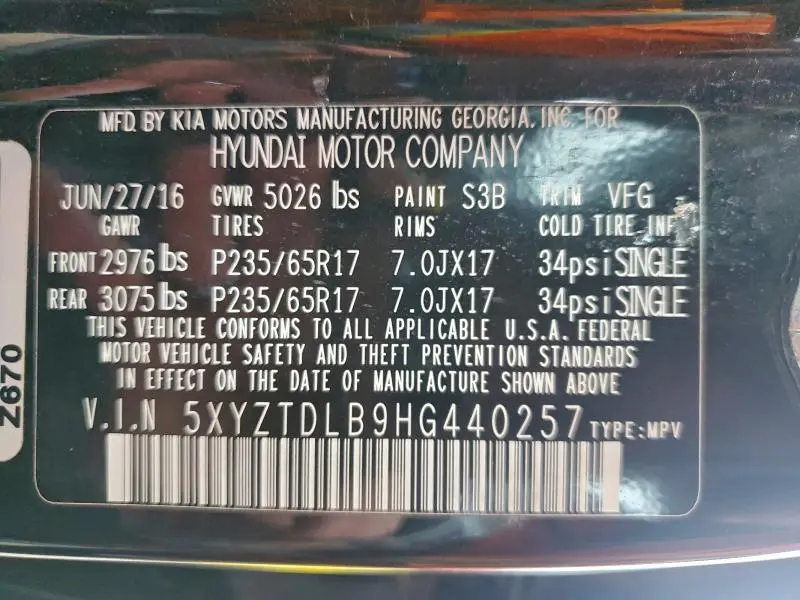 MFD. BY KIA MOTORS MANUFACTURING GEORGIA, INC. FOR
HYUNDAI MOTOR COMPANY
JUN/27/16 GVWR 5026 lbs PAINT S3B TRIM VFG
GAWR TIRES RIMS COLD TIRE INF
FRONT 2976 lbs P235/65R17 7.0JX17 34psi SINGLE
REAR 3075 lbs P235/65R17 7.0JX17 34psi SINGLE
THIS VEHICLE CONFORMS TO ALL APPLICABLE U.S.A. FEDERAL
MOTOR VEHICLE SAFETY AND THEFT PREVENTION STANDARDS
IN EFFECT ON THE DATE OF MANUFACTURE SHOWN ABOVE
V.I.N 5XYZTDLB9HG440257 TYPE:MPV
Z670